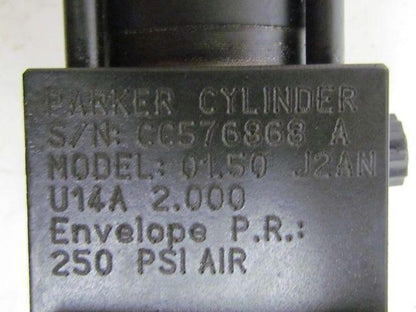 PARKER CYLINDER
S/N: CC576868 A
MODEL: 01.50 J2AN
U14A 2.000
Envelope P.R.:
250 PSI AIR